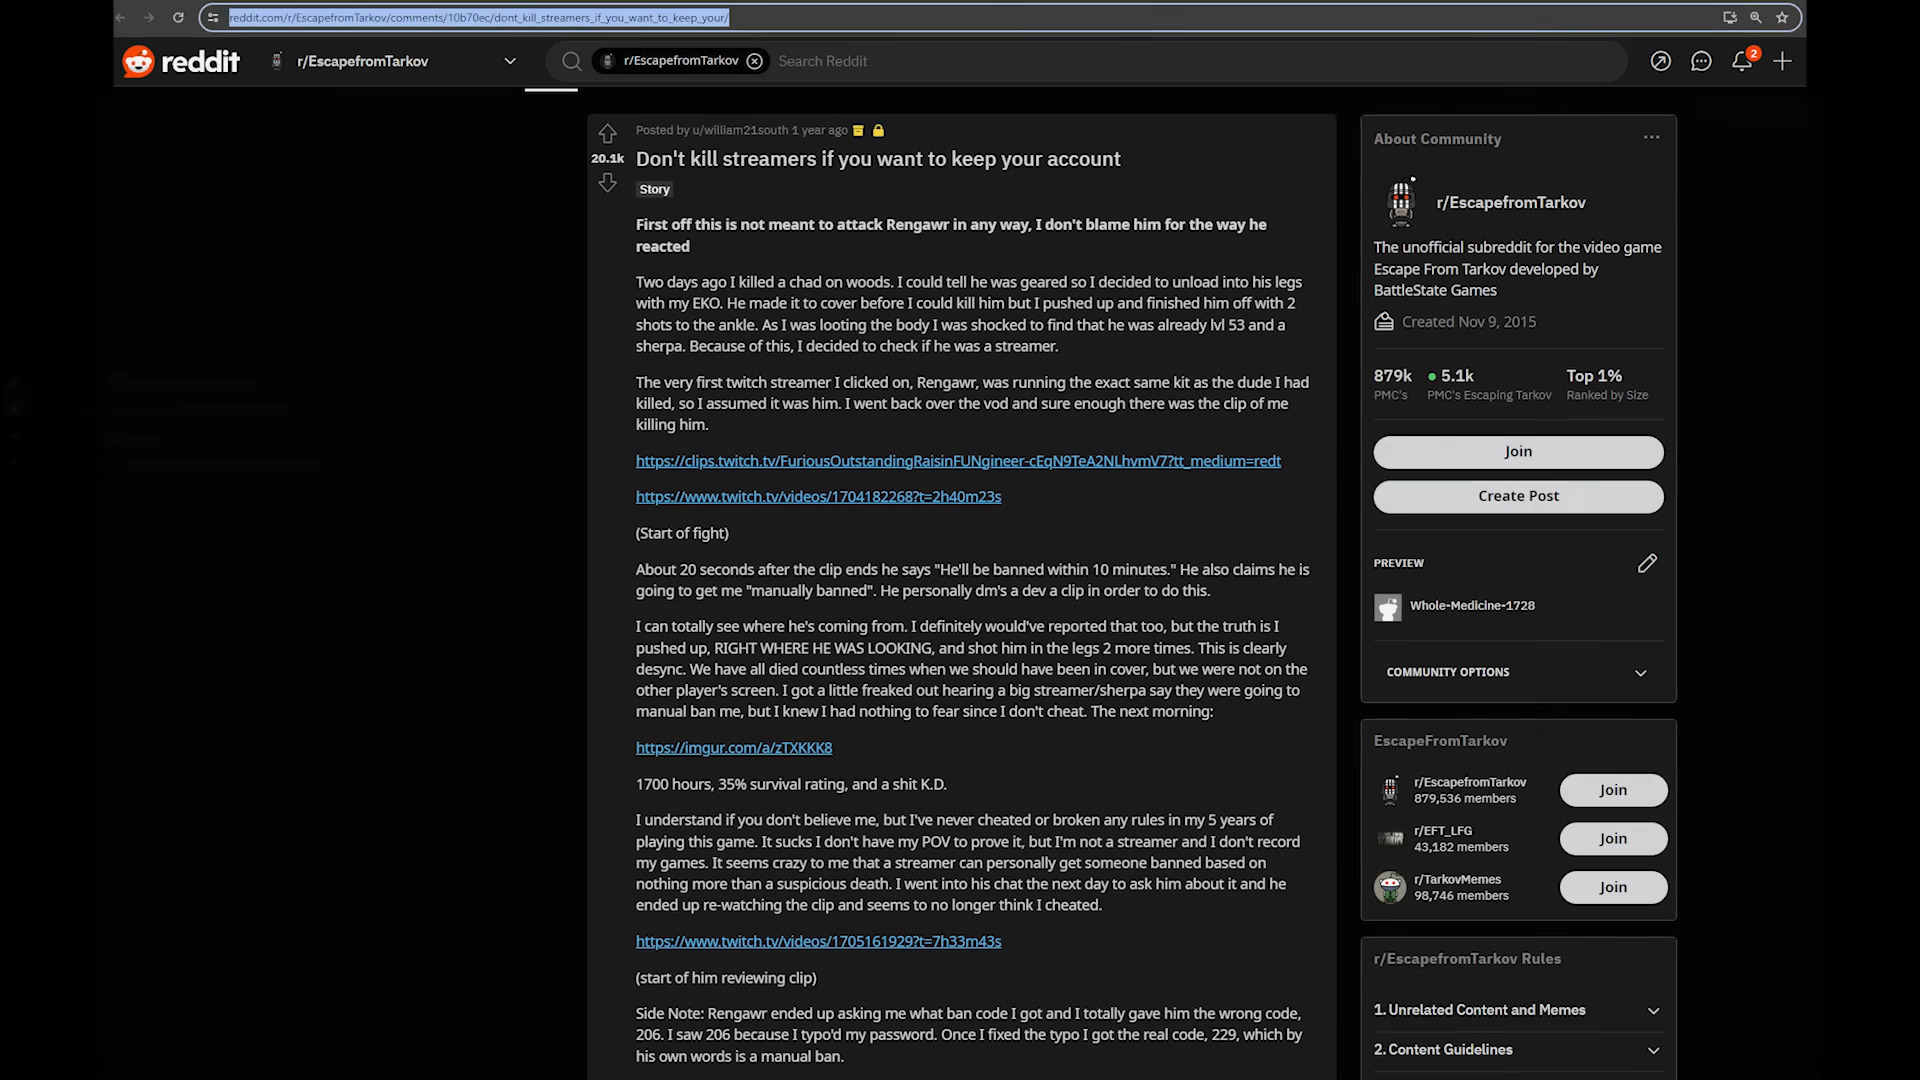 reddit.com/r/EscapefromTarkov/comments/10b70ec/dont_kill_streamers_if_you_want_to_keep_your/
reddit
r/EscapefromTarkov
r/EscapefromTarkov
Search Reddit
2
Posted by u/william21south 1 year ago
20.1k
Don't kill streamers if you want to keep your account
Story
First off this is not meant to attack Rengawr in any way, I don't blame him for the way he
reacted
Two days ago I killed a chad on woods. I could tell he was geared so I decided to unload into his legs
with my EKO. He made it to cover before I could kill him but I pushed up and finished him off with 2
shots to the ankle. As I was looting the body I was shocked to find that he was already lvl 53 and a
sherpa. Because of this, I decided to check if he was a streamer.
The very first twitch streamer I clicked on, Rengawr, was running the exact same kit as the dude I had
killed, so I assumed it was him. I went back over the vod and sure enough there was the clip of me
killing him.
https://clips.twitch.tv/FuriousOutstandingRaisinFUNgineer-cEqN9TeA2NLhvmV7?tt_medium=redt
https://www.twitch.tv/videos/1704182268?t=2h40m23s
(Start of fight)
About 20 seconds after the clip ends he says "He'll be banned within 10 minutes." He also claims he is
going to get me "manually banned". He personally dm's a dev a clip in order to do this.
I can totally see where he's coming from. I definitely would've reported that too, but the truth is I
pushed up, RIGHT WHERE HE WAS LOOKING, and shot him in the legs 2 more times. This is clearly
desync. We have all died countless times when we should have been in cover, but we were not on the
other player's screen. I got a little freaked out hearing a big streamer/sherpa say they were going to
manual ban me, but I knew I had nothing to fear since I don't cheat. The next morning:
https://imgur.com/a/zTXKKK8
1700 hours, 35% survival rating, and a shit K.D.
I understand if you don't believe me, but I've never cheated or broken any rules in my 5 years of
playing this game. It sucks I don't have my POV to prove it, but I'm not a streamer and I don't record
my games. It seems crazy to me that a streamer can personally get someone banned based on
nothing more than a suspicious death. I went into his chat the next day to ask him about it and he
ended up re-watching the clip and seems to no longer think I cheated.
https://www.twitch.tv/videos/1705161929?t=7h33m43s
(start of him reviewing clip)
Side Note: Rengawr ended up asking me what ban code I got and I totally gave him the wrong code,
206. I saw 206 because I typo'd my password. Once I fixed the typo I got the real code, 229, which by
his own words is a manual ban.
About Community
r/EscapefromTarkov
The unofficial subreddit for the video game
Escape From Tarkov developed by
BattleState Games
Created Nov 9, 2015
879k
5.1k
Top 1%
PMC's
PMC's Escaping Tarkov
Ranked by Size
Join
Create Post
PREVIEW
Whole-Medicine-1728
COMMUNITY OPTIONS
EscapeFromTarkov
r/EscapefromTarkov
879,536 members
Join
r/EFT_LFG
43,182 members
Join
r/TarkovMemes
98,746 members
Join
r/EscapefromTarkov Rules
1. Unrelated Content and Memes
2. Content Guidelines